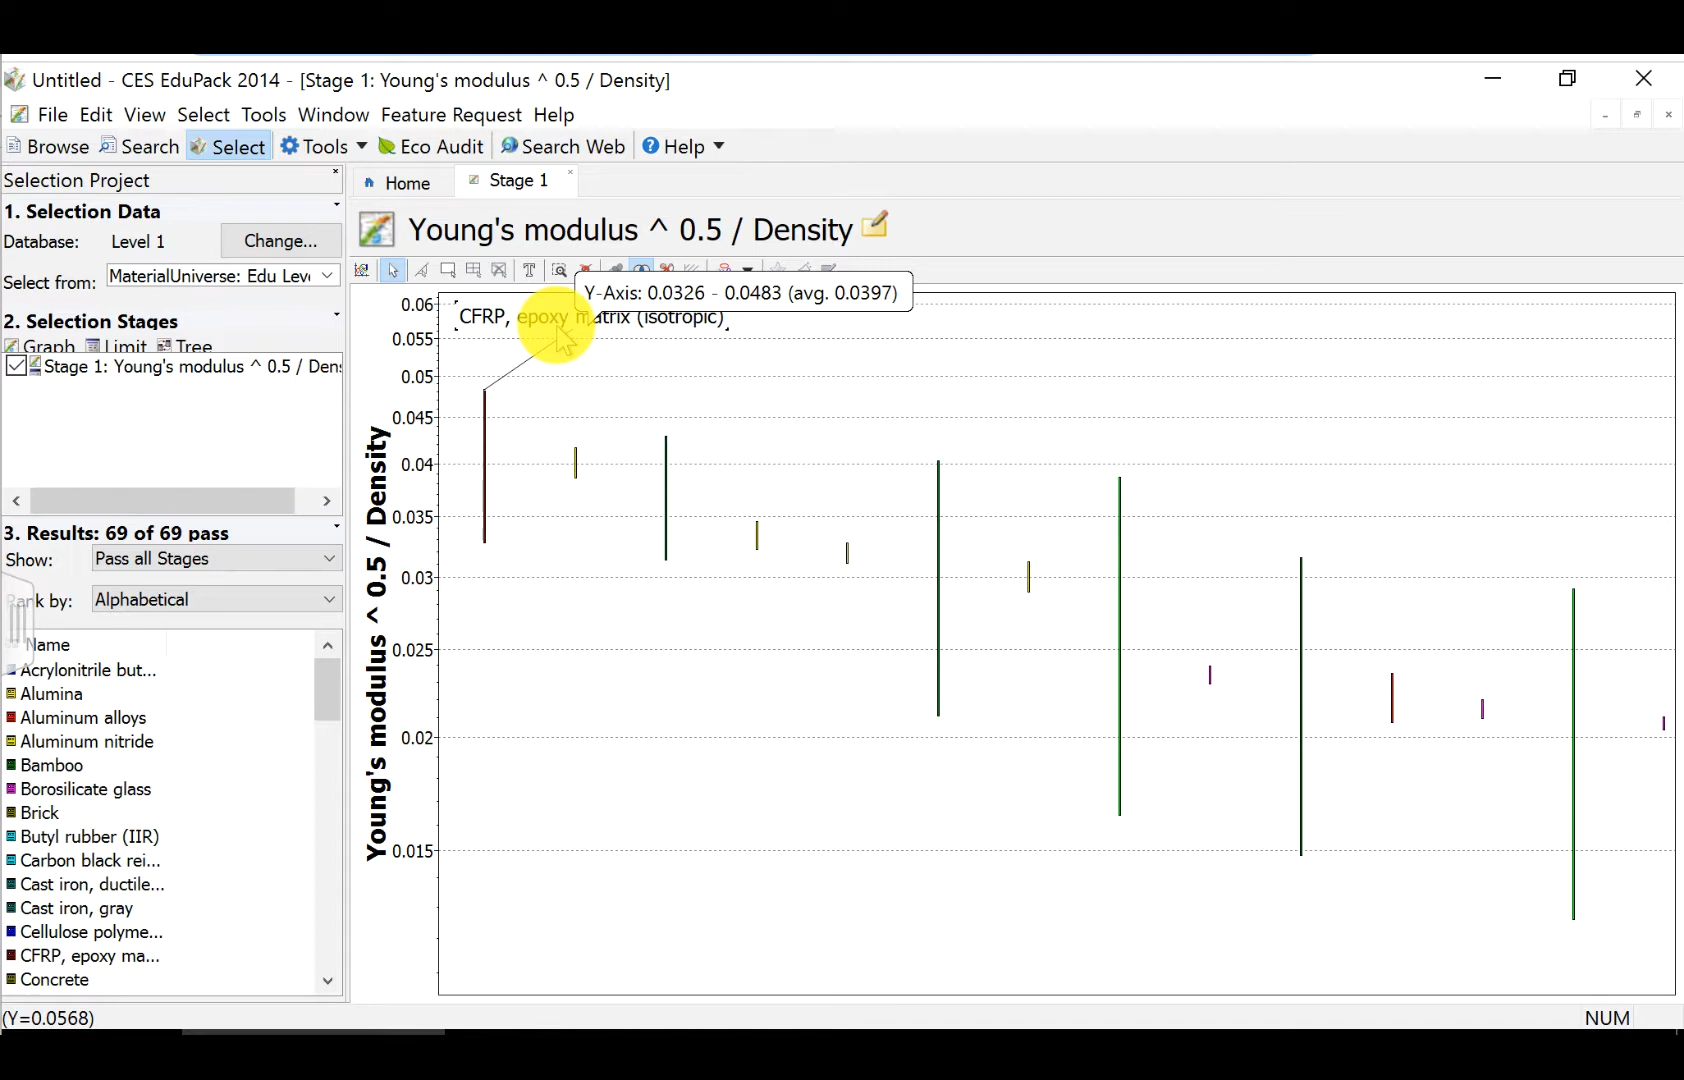 Untitled - CES EduPack 2014 - [Stage 1: Young's modulus ^ 0.5 / Density]
File Edit View Select Tools Window Feature Request Help
Browse Search Select Tools Eco Audit Search Web Help
Selection Project
Home Stage 1
1. Selection Data
Database: Level 1 Change...
Select from: MaterialUniverse: Edu Leve
2. Selection Stages
Graph Limit Tree
Stage 1: Young's modulus ^ 0.5 / Dens
3. Results: 69 of 69 pass
Show: Pass all Stages
Rank by: Alphabetical
Name
Acrylonitrile but...
Alumina
Aluminum alloys
Aluminum nitride
Bamboo
Borosilicate glass
Brick
Butyl rubber (IIR)
Carbon black rei...
Cast iron, ductile...
Cast iron, gray
Cellulose polyme...
CFRP, epoxy ma...
Concrete
Young's modulus ^ 0.5 / Density
Y-Axis: 0.0326 - 0.0483 (avg. 0.0397)
CFRP, epoxy matrix (isotropic)
Young's modulus ^ 0.5 / Density
0.06
0.055
0.05
0.045
0.04
0.035
0.03
0.025
0.02
0.015
(Y=0.0568) NUM